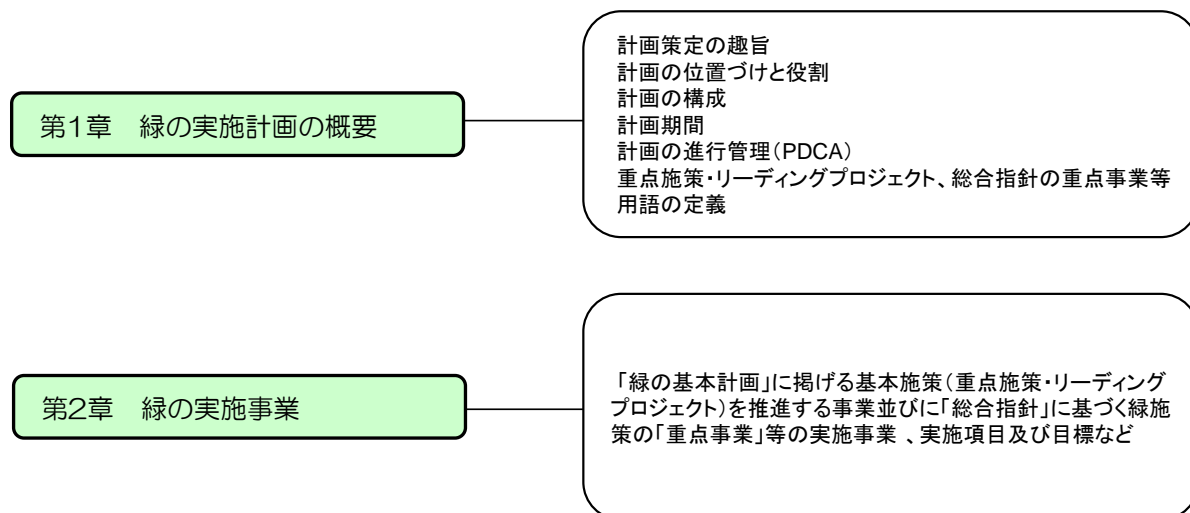 第1章　緑の実施計画の概要
計画策定の趣旨
計画の位置づけと役割
計画の構成
計画期間
計画の進行管理（PDCA）
重点施策・リーディングプロジェクト、総合指針の重点事業等
用語の定義
第2章　緑の実施事業
「緑の基本計画」に掲げる基本施策（重点施策・リーディング
プロジェクト）を推進する事業並びに「総合指針」に基づく緑施
策の「重点事業」等の実施事業 、実施項目及び目標など